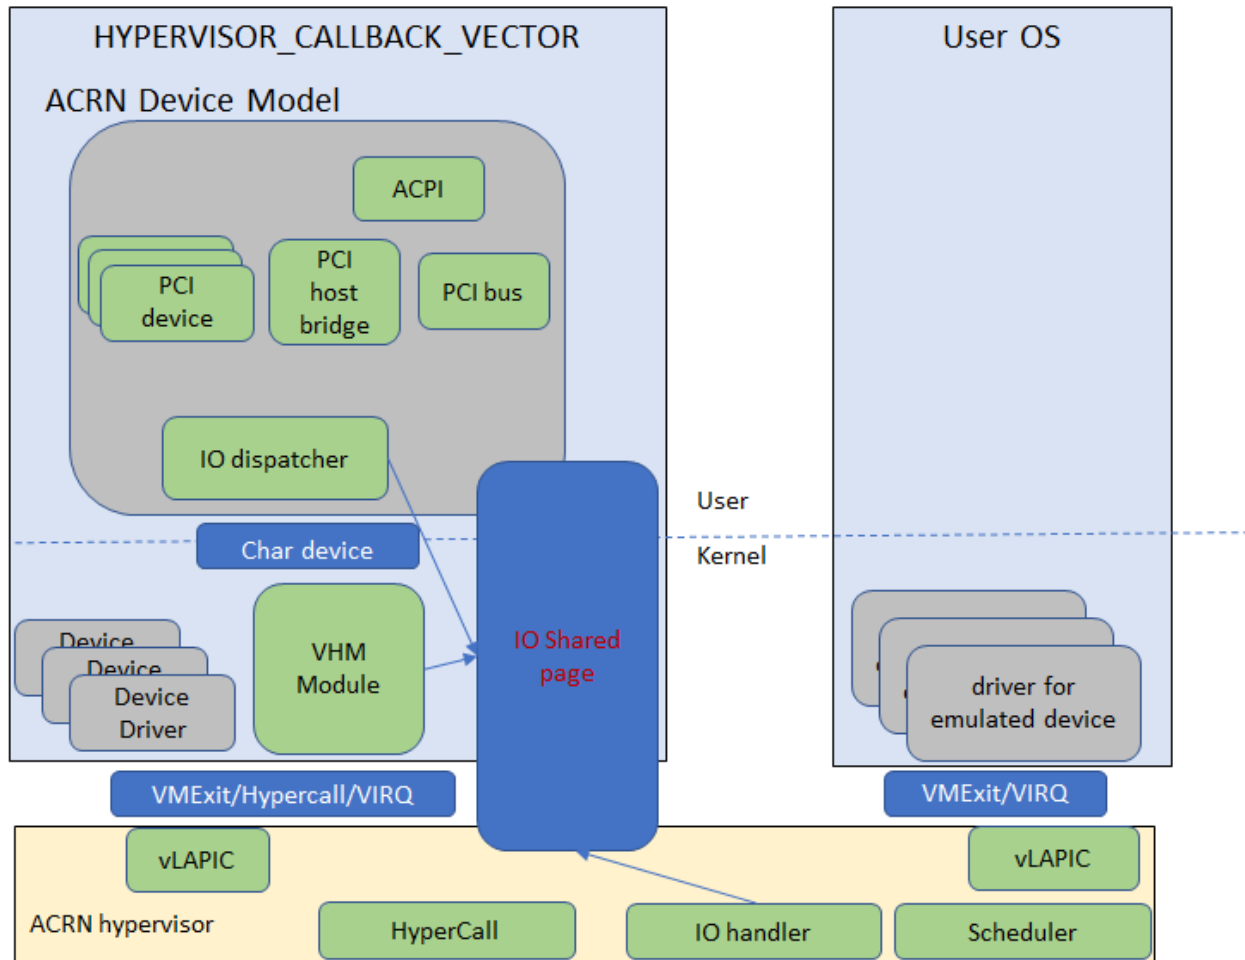 HYPERVISOR_CALLBACK_VECTOR
User OS
ACRN Device Model
ACPI
PCI
device
PCI
host
bridge
PCI bus
IO dispatcher
User
Char device
Kernel
Device
Device
Device
Driver
VHM
Module
IO Shared
page
driver for
emulated device
VMExit/Hypercall/VIRQ
VMExit/VIRQ
vLAPIC
vLAPIC
ACRN hypervisor
HyperCall
IO handler
Scheduler